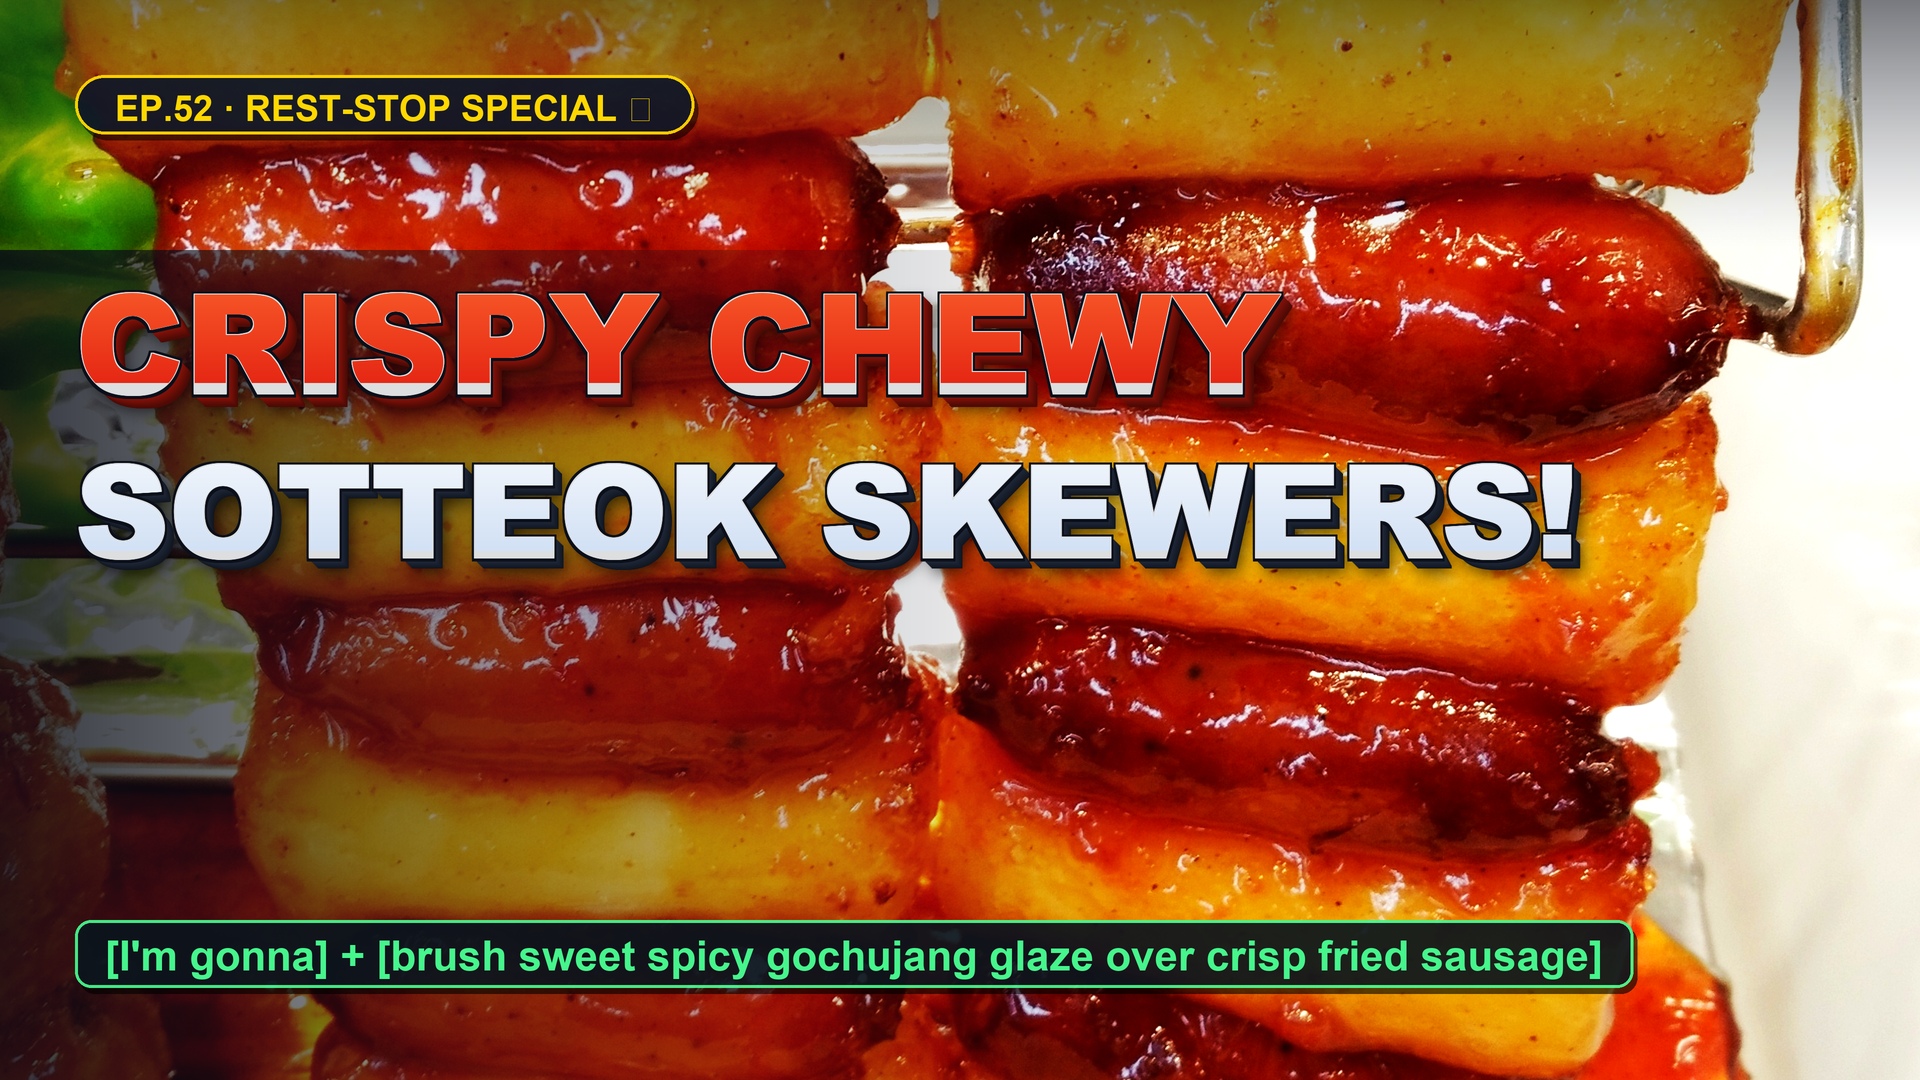 EP.52 · REST-STOP SPECIAL
CRISPY CHEWY
SOTTEOK SKEWERS!
[I'm gonna] + [brush sweet spicy gochujang glaze over crisp fried sausage]